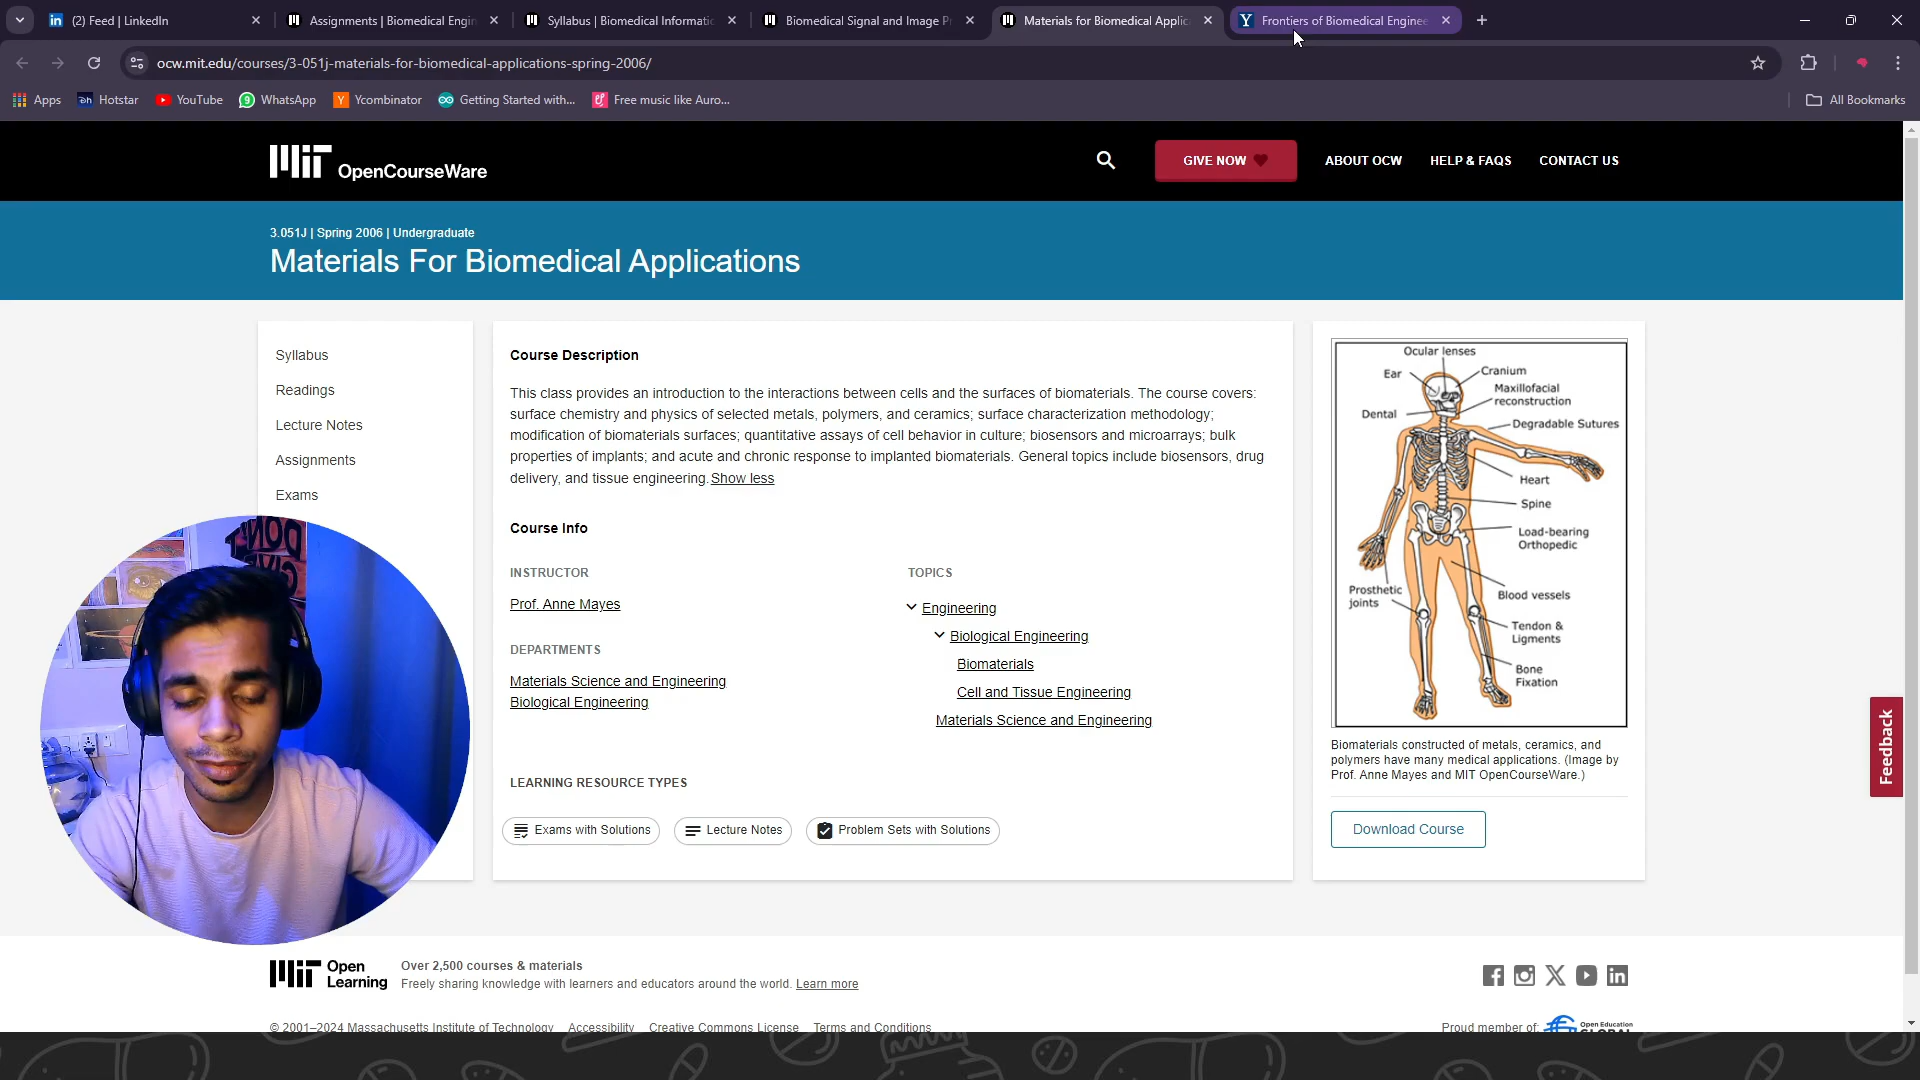 (2) Feed | LinkedIn
Assignments | Biomedical Engin
Syllabus | Biomedical Informatic
Biomedical Signal and Image P
Materials for Biomedical Applic
Frontiers of Biomedical Enginee
ocw.mit.edu/courses/3-051j-materials-for-biomedical-applications-spring-2006/
Apps
Hotstar
YouTube
WhatsApp
Ycombinator
Getting Started with...
Free music like Auro...
All Bookmarks
MIT OpenCourseWare
GIVE NOW
ABOUT OCW
HELP & FAQS
CONTACT US
3.051J | Spring 2006 | Undergraduate
Materials For Biomedical Applications
Syllabus
Readings
Lecture Notes
Assignments
Exams
Course Description
This class provides an introduction to the interactions between cells and the surfaces of biomaterials. The course covers:
surface chemistry and physics of selected metals, polymers, and ceramics; surface characterization methodology;
modification of biomaterials surfaces; quantitative assays of cell behavior in culture; biosensors and microarrays; bulk
properties of implants; and acute and chronic response to implanted biomaterials. General topics include biosensors, drug
delivery, and tissue engineering. Show less
Course Info
INSTRUCTOR
Prof. Anne Mayes
DEPARTMENTS
Materials Science and Engineering
Biological Engineering
TOPICS
Engineering
Biological Engineering
Biomaterials
Cell and Tissue Engineering
Materials Science and Engineering
LEARNING RESOURCE TYPES
Exams with Solutions
Lecture Notes
Problem Sets with Solutions
Ocular lenses
Ear
Cranium
Maxillofacial
reconstruction
Dental
Degradable Sutures
Heart
Spine
Load-bearing
Orthopedic
Prosthetic
joints
Blood vessels
Tendon &
Ligments
Bone
Fixation
Biomaterials constructed of metals, ceramics, and
polymers have many medical applications. (Image by
Prof. Anne Mayes and MIT OpenCourseWare.)
Download Course
Feedback
DON'T
GIVE
MIT Open
Learning
Over 2,500 courses & materials
Freely sharing knowledge with learners and educators around the world. Learn more
© 2001–2024 Massachusetts Institute of Technology
Accessibility
Creative Commons License
Terms and Conditions
Proud member of:
Open Education
GLOBAL